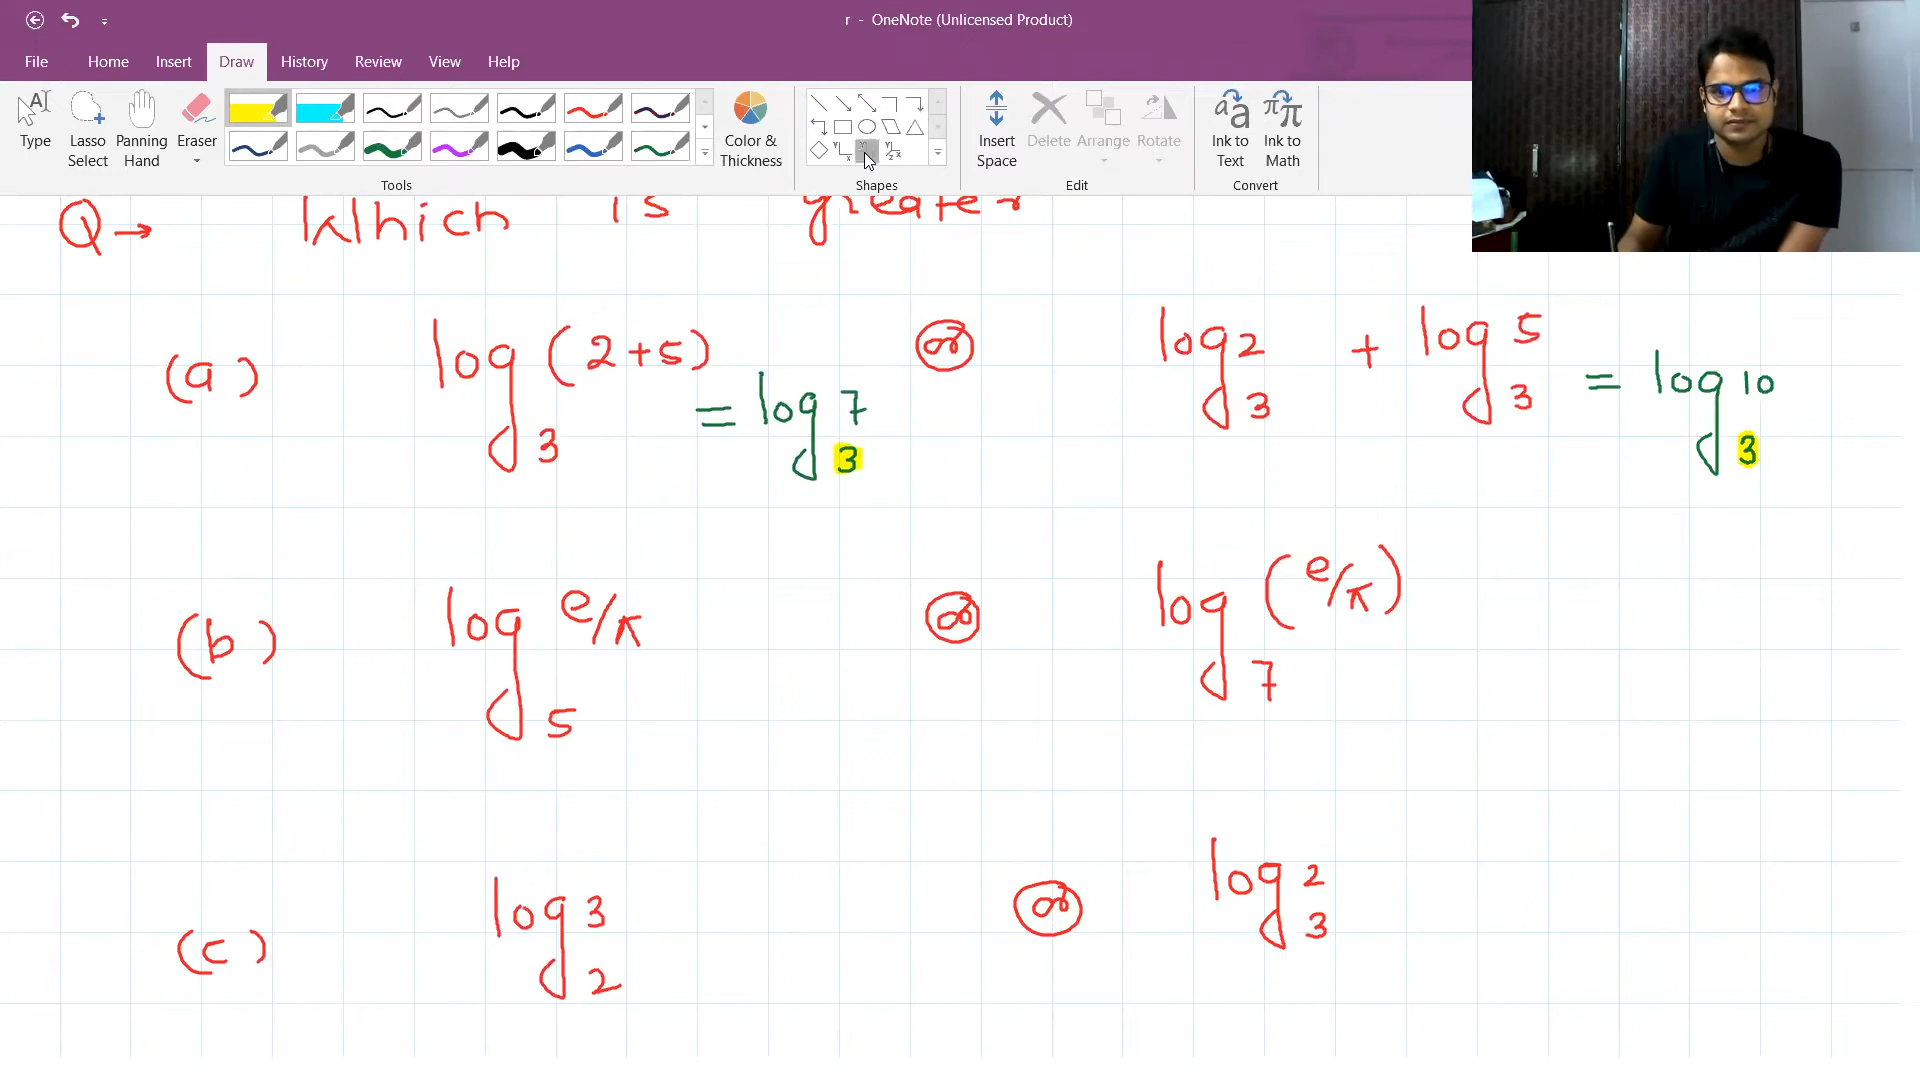 r - OneNote (Unlicensed Product)
File Home Insert Draw History Review View Help
Type Lasso Select Panning Hand Eraser Color & Thickness Insert Space Delete Arrange Rotate Ink to Text Ink to Math
Tools Shapes Edit Convert
Q → Which is greater
(a) log₃(2+5) = log₃7 or log₃2 + log₃5 = log₃10
(b) log₅ e/π or log₇(e/π)
(c) log₂3 or log₃2